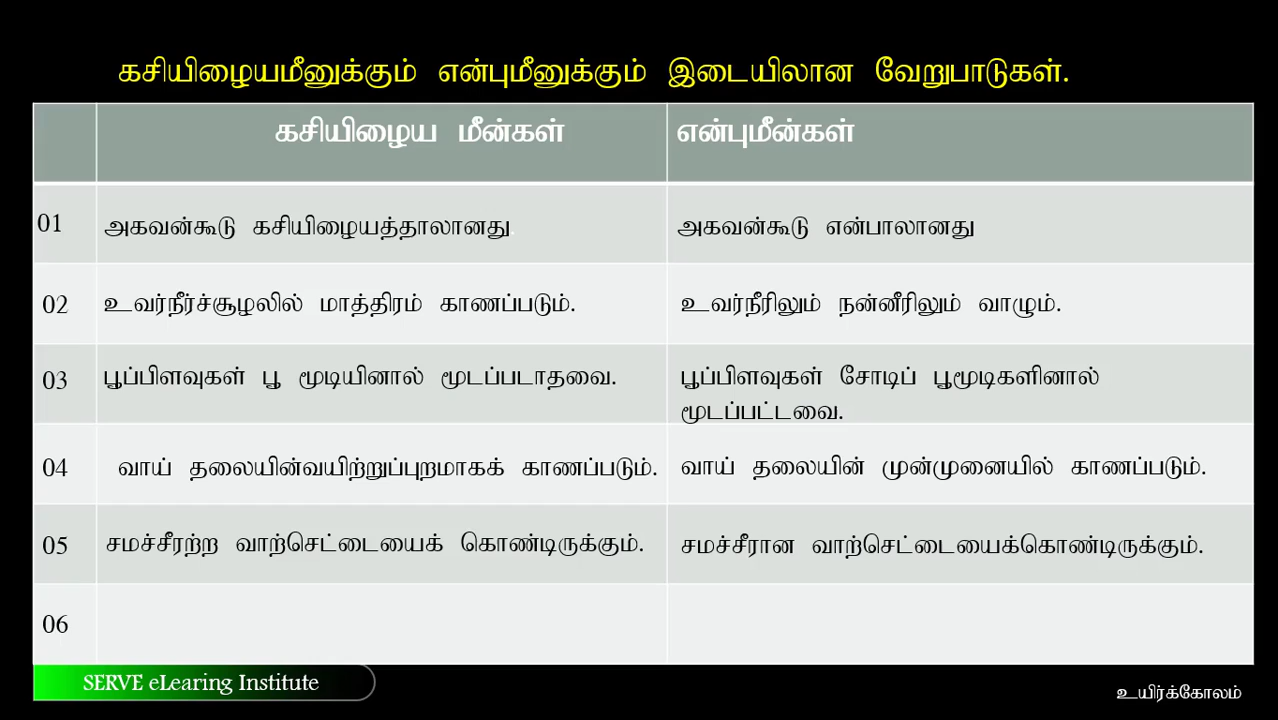 கசியிழையமீனுக்கும் என்புமீனுக்கும் இடையிலான வேறுபாடுகள்.
கசியிழைய மீன்கள் என்புமீன்கள்
01 அகவன்கூடு கசியிழையத்தாலானது. அகவன்கூடு என்பாலானது
02 உவர்நீர்ச்சூழலில் மாத்திரம் காணப்படும். உவர்நீரிலும் நன்னீரிலும் வாழும்.
03 பூப்பிளவுகள் பூ மூடியினால் மூடப்படாதவை. பூப்பிளவுகள் சோடிப் பூமூடிகளினால்
மூடப்பட்டவை.
04 வாய் தலையின்வயிற்றுப்புறமாகக் காணப்படும். வாய் தலையின் முன்முனையில் காணப்படும்.
05 சமச்சீரற்ற வாற்செட்டையைக் கொண்டிருக்கும். சமச்சீரான வாற்செட்டையைக்கொண்டிருக்கும்.
06
SERVE eLearing Institute
உயிர்க்கோலம்